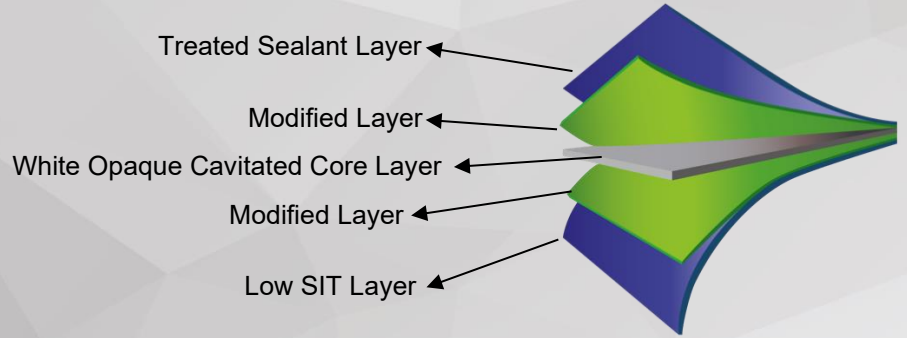 Treated Sealant Layer
Modified Layer
White Opaque Cavitated Core Layer
Modified Layer
Low SIT Layer